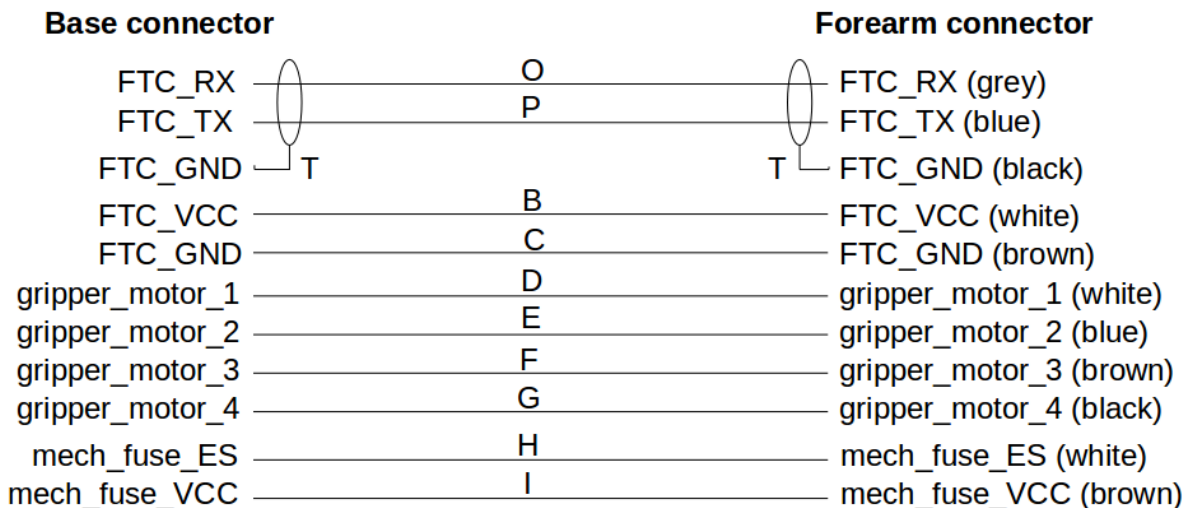 Base connector Forearm connector
FTC_RX O FTC_RX (grey)
FTC_TX P FTC_TX (blue)
FTC_GND T T FTC_GND (black)
FTC_VCC B FTC_VCC (white)
FTC_GND C FTC_GND (brown)
gripper_motor_1 D gripper_motor_1 (white)
gripper_motor_2 E gripper_motor_2 (blue)
gripper_motor_3 F gripper_motor_3 (brown)
gripper_motor_4 G gripper_motor_4 (black)
mech_fuse_ES H mech_fuse_ES (white)
mech_fuse_VCC I mech_fuse_VCC (brown)